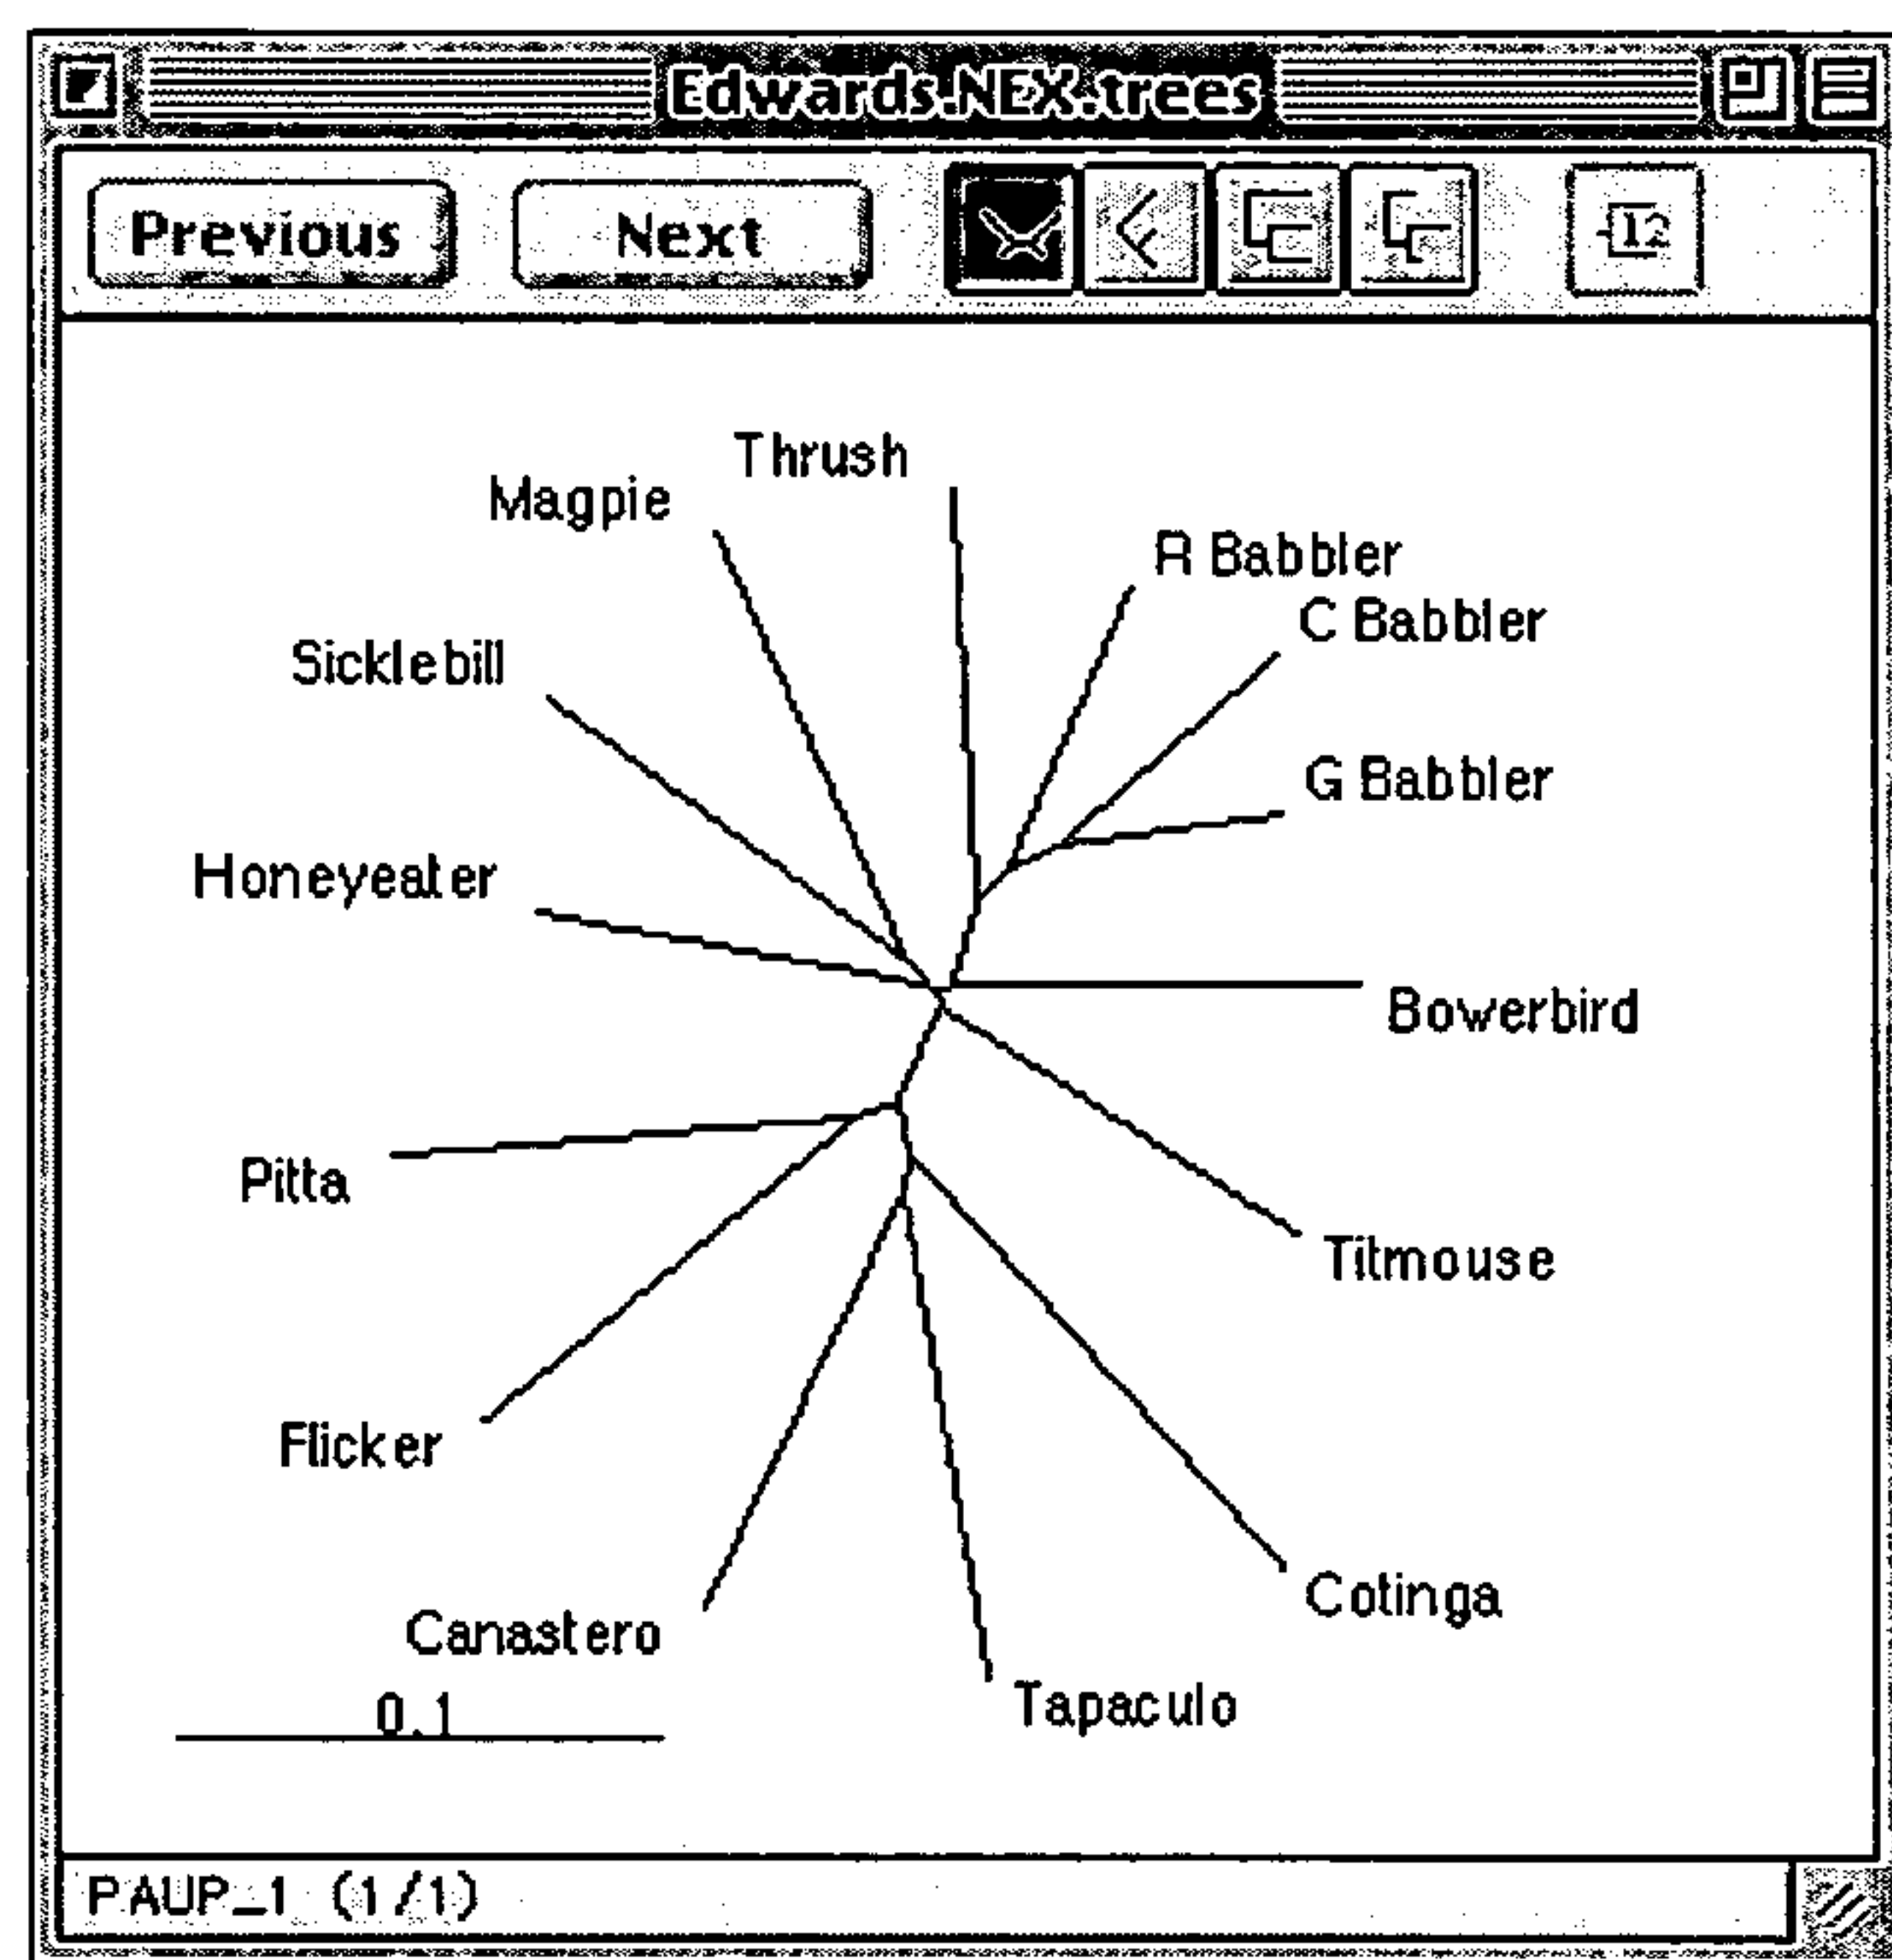 Edwards.NEX.trees
Previous Next 12
Thrush
Magpie
R Babbler
C Babbler
Sicklebill
G Babbler
Honeyeater
Bowerbird
Pitta
Titmouse
Flicker
Cotinga
Canastero
Tapaculo
0.1
PAUP_1 (1/1)